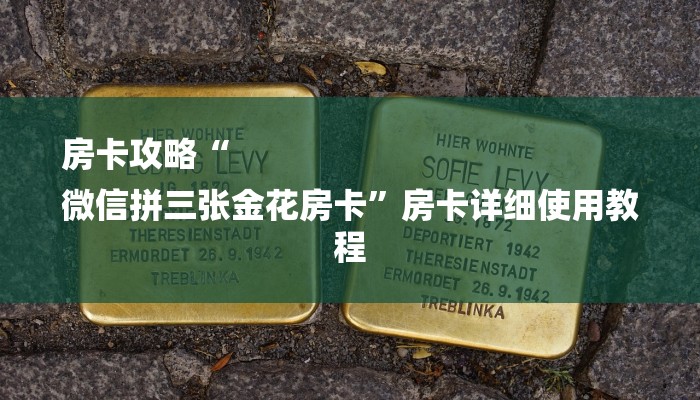 房卡攻略“
微信拼三张金花房卡”房卡详细使用教
程
HIER WOHNTE
LUDWIG LEVY
THERESIENSTADT
ERMORDET 26.9.1942
TREBLINKA
HIER WOHNTE
SOFIE LEVY
1872
DEPORTIERT 1942
THERESIENSTADT
ERMORDET 26.9.1942
TREBLINKA